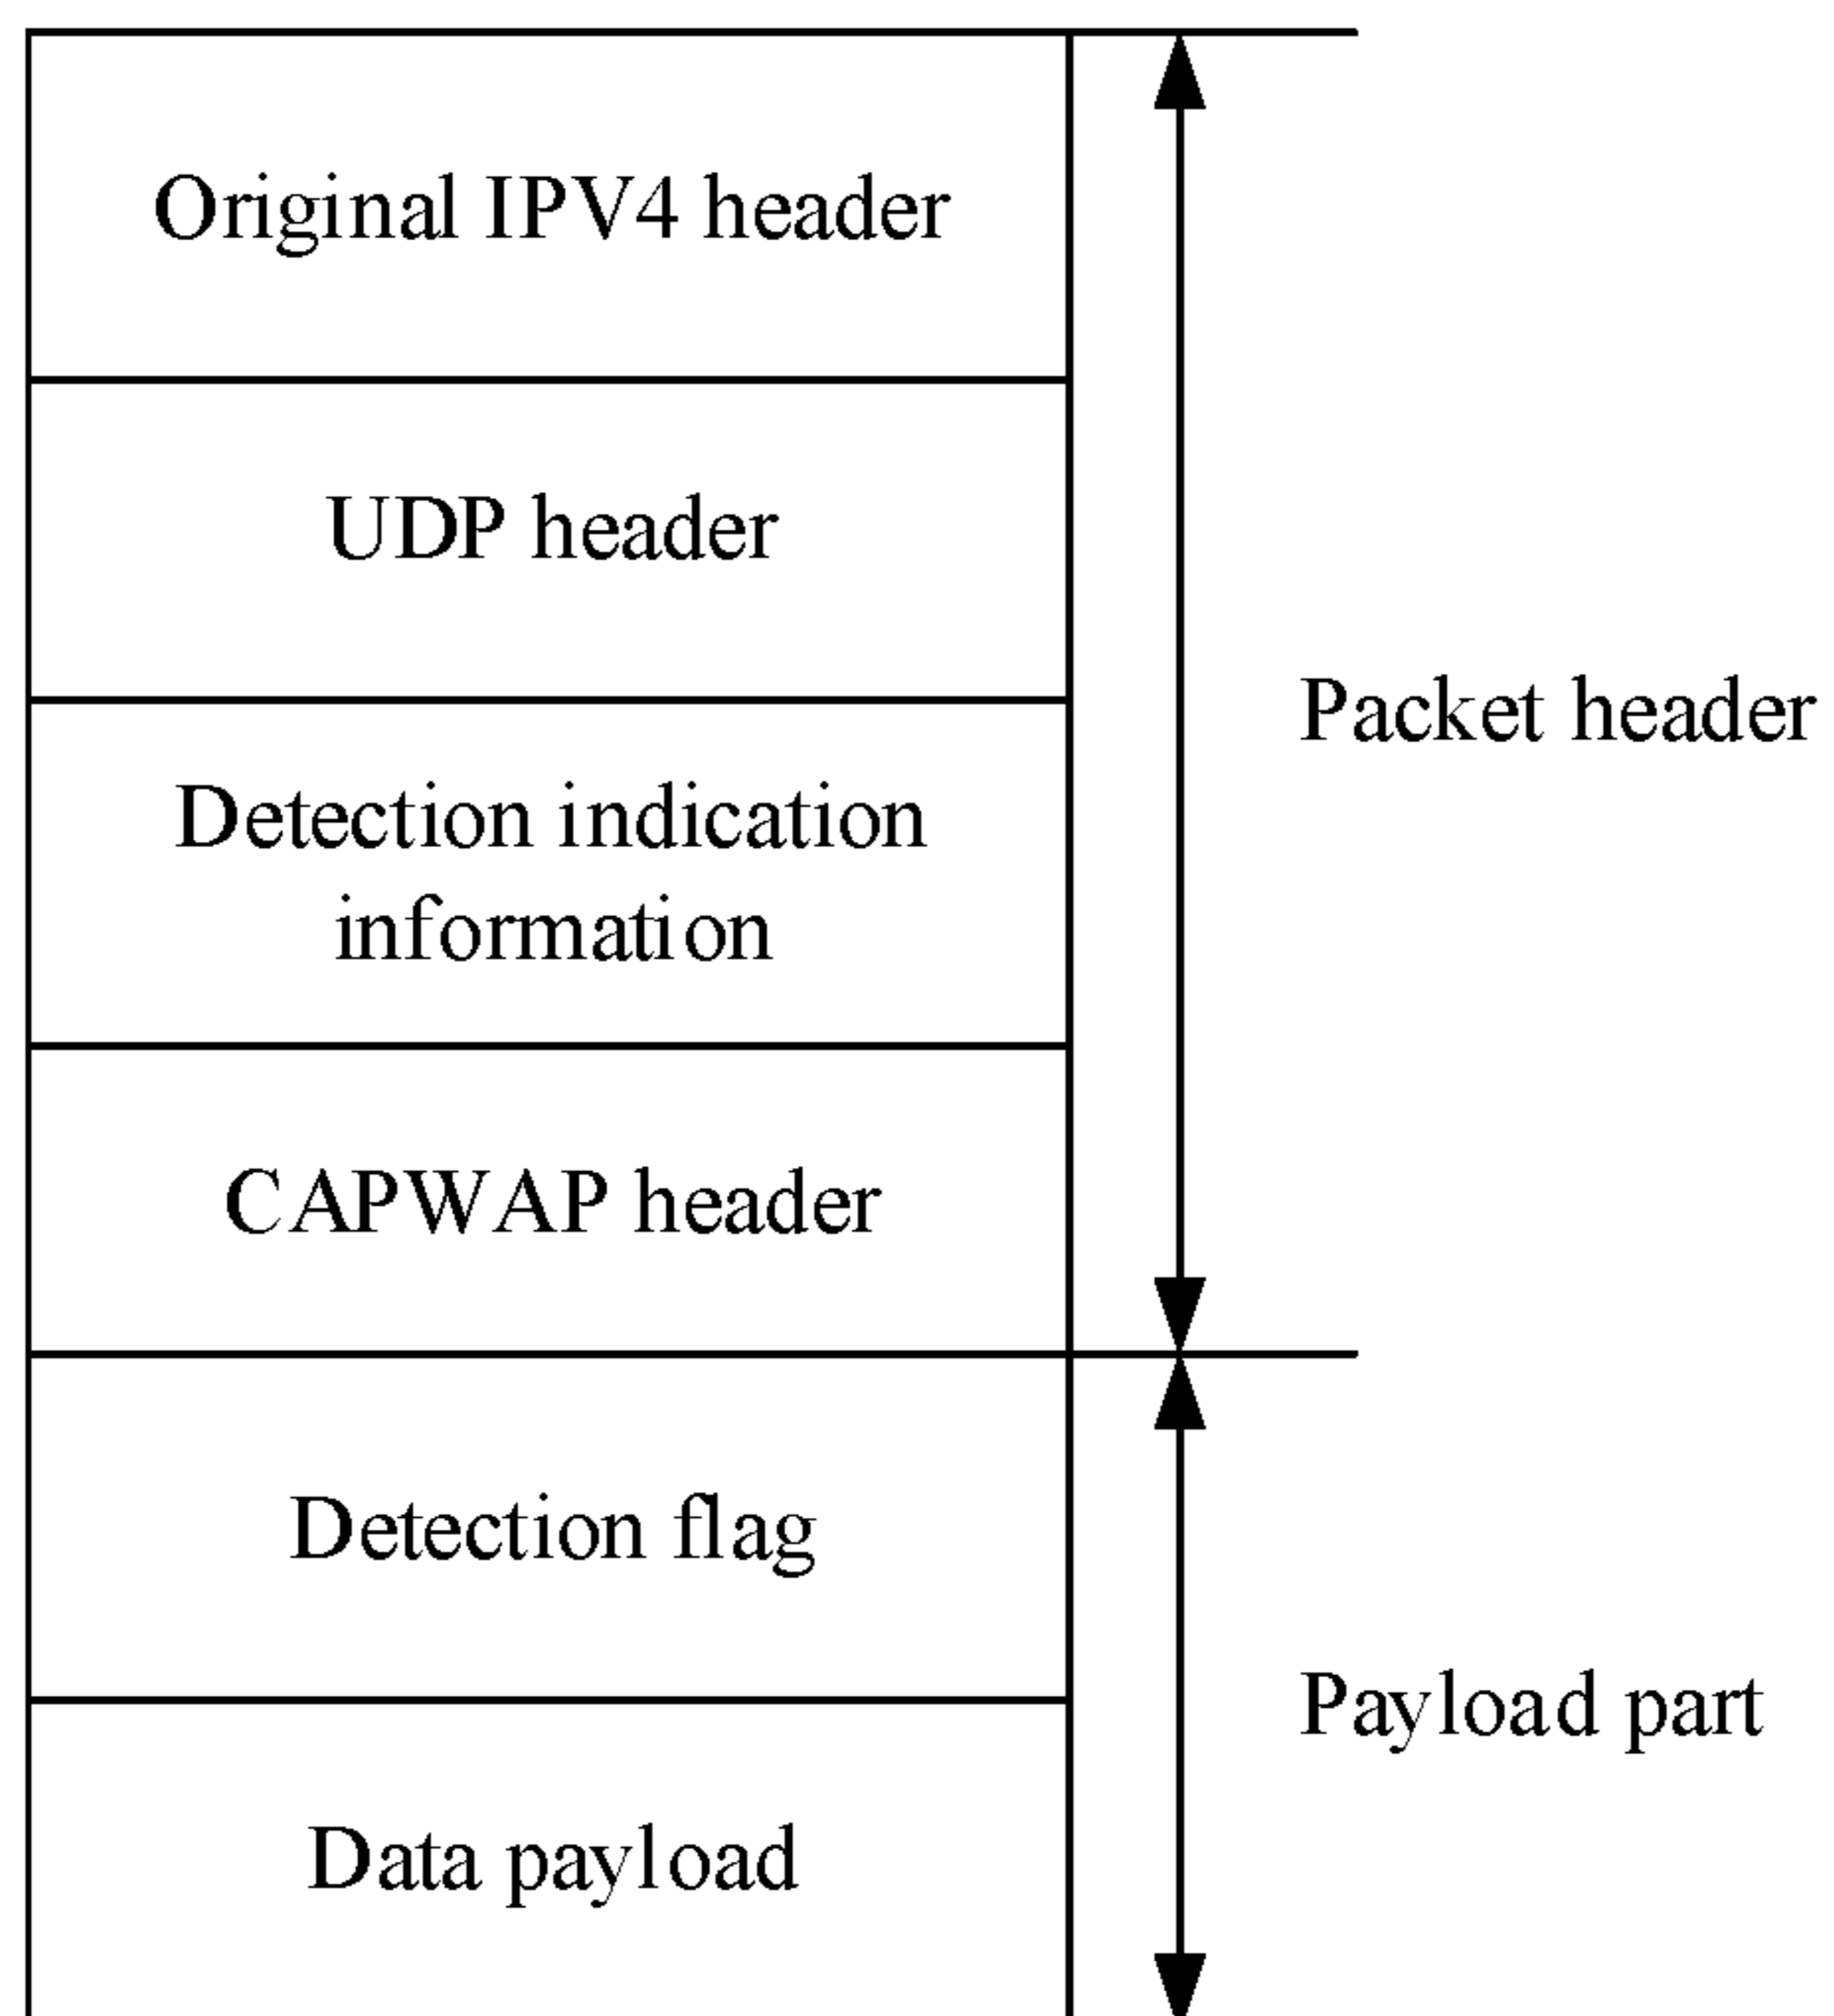 Original IPV4 header
UDP header
Detection indication
information
Packet header
CAPWAP header
Detection flag
Payload part
Data payload